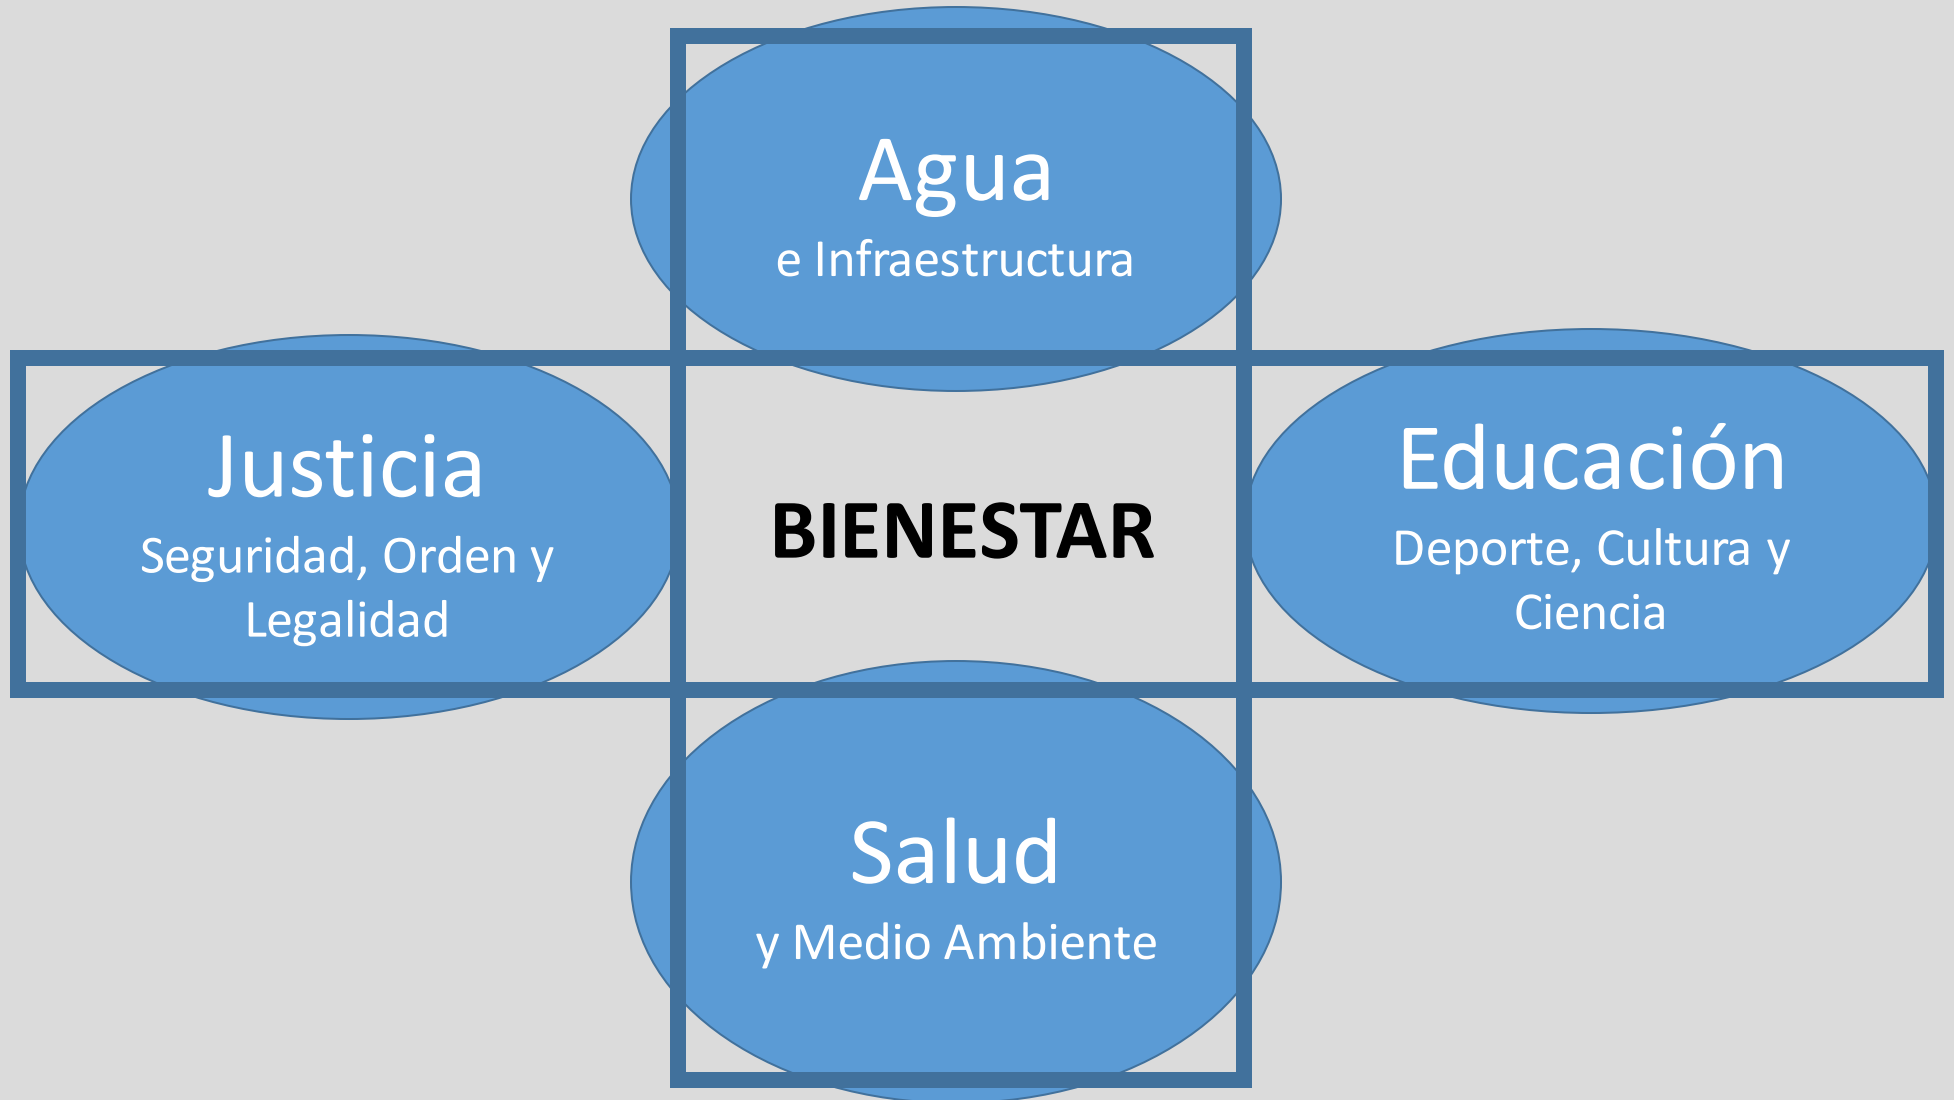 Agua
e Infraestructura
Justicia
Seguridad, Orden y
Legalidad
BIENESTAR
Educación
Deporte, Cultura y
Ciencia
Salud
y Medio Ambiente